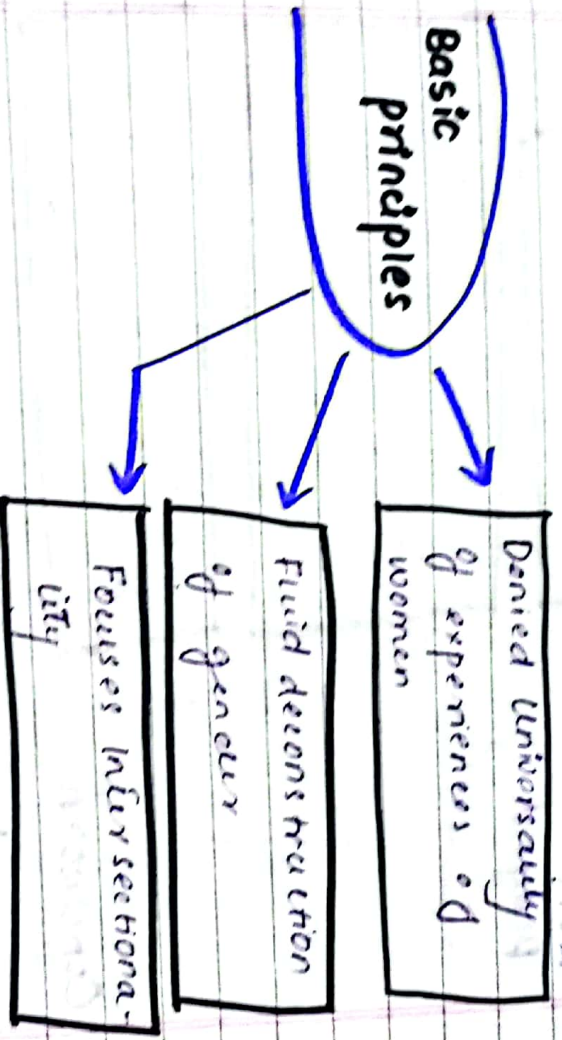 Basic
principles
Denied Universality
of experiences of
women
Fluid deconstruction
of gender
Focuses Intersectiona-
lity